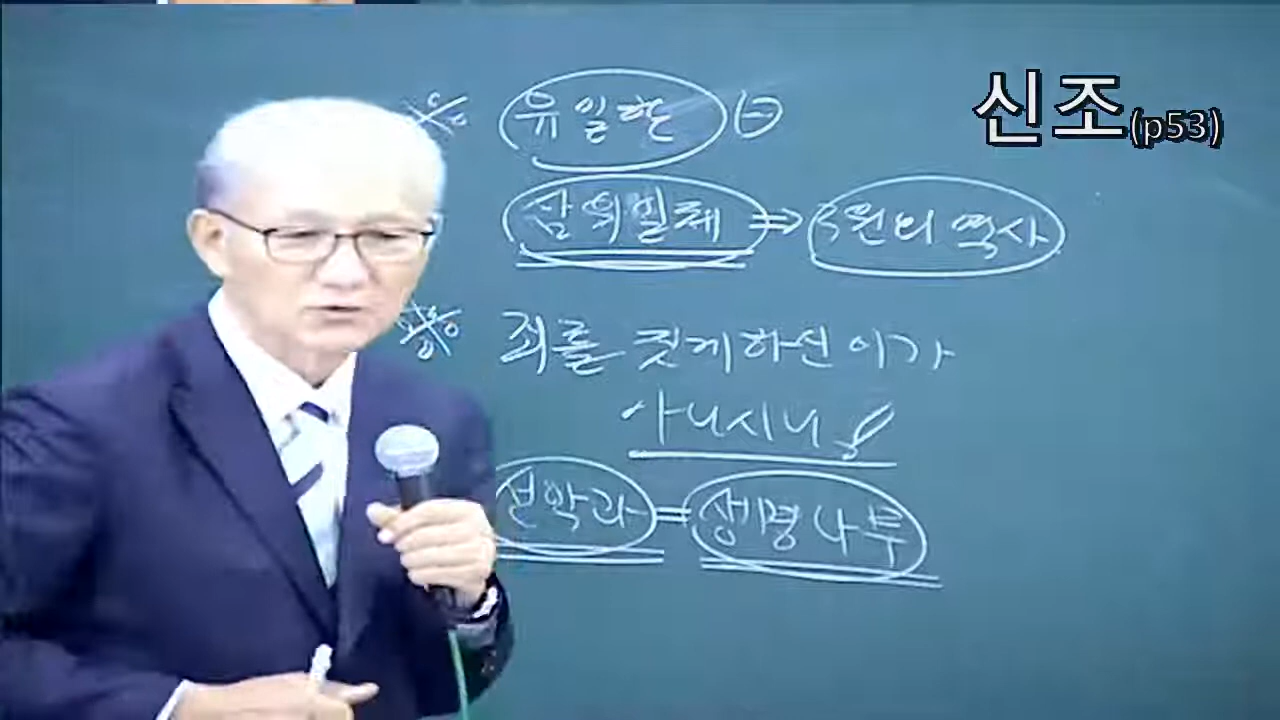 신조(p53)
※ 유일한
삼위일체 ⇒ 3원의 역사
※ 죄를 짓게하신이가
아니시니
선악과 = 생명나무